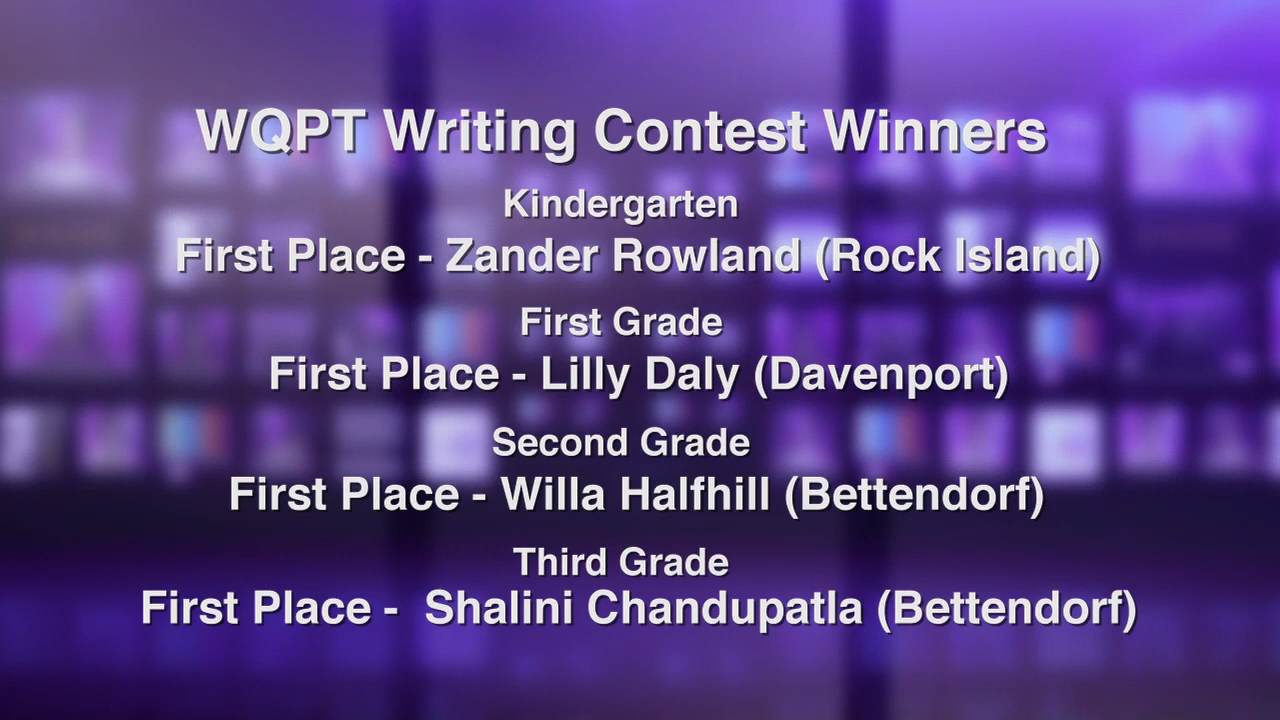 WQPT Writing Contest Winners
Kindergarten
First Place - Zander Rowland (Rock Island)
First Grade
First Place - Lilly Daly (Davenport)
Second Grade
First Place - Willa Halfhill (Bettendorf)
Third Grade
First Place -  Shalini Chandupatla (Bettendorf)